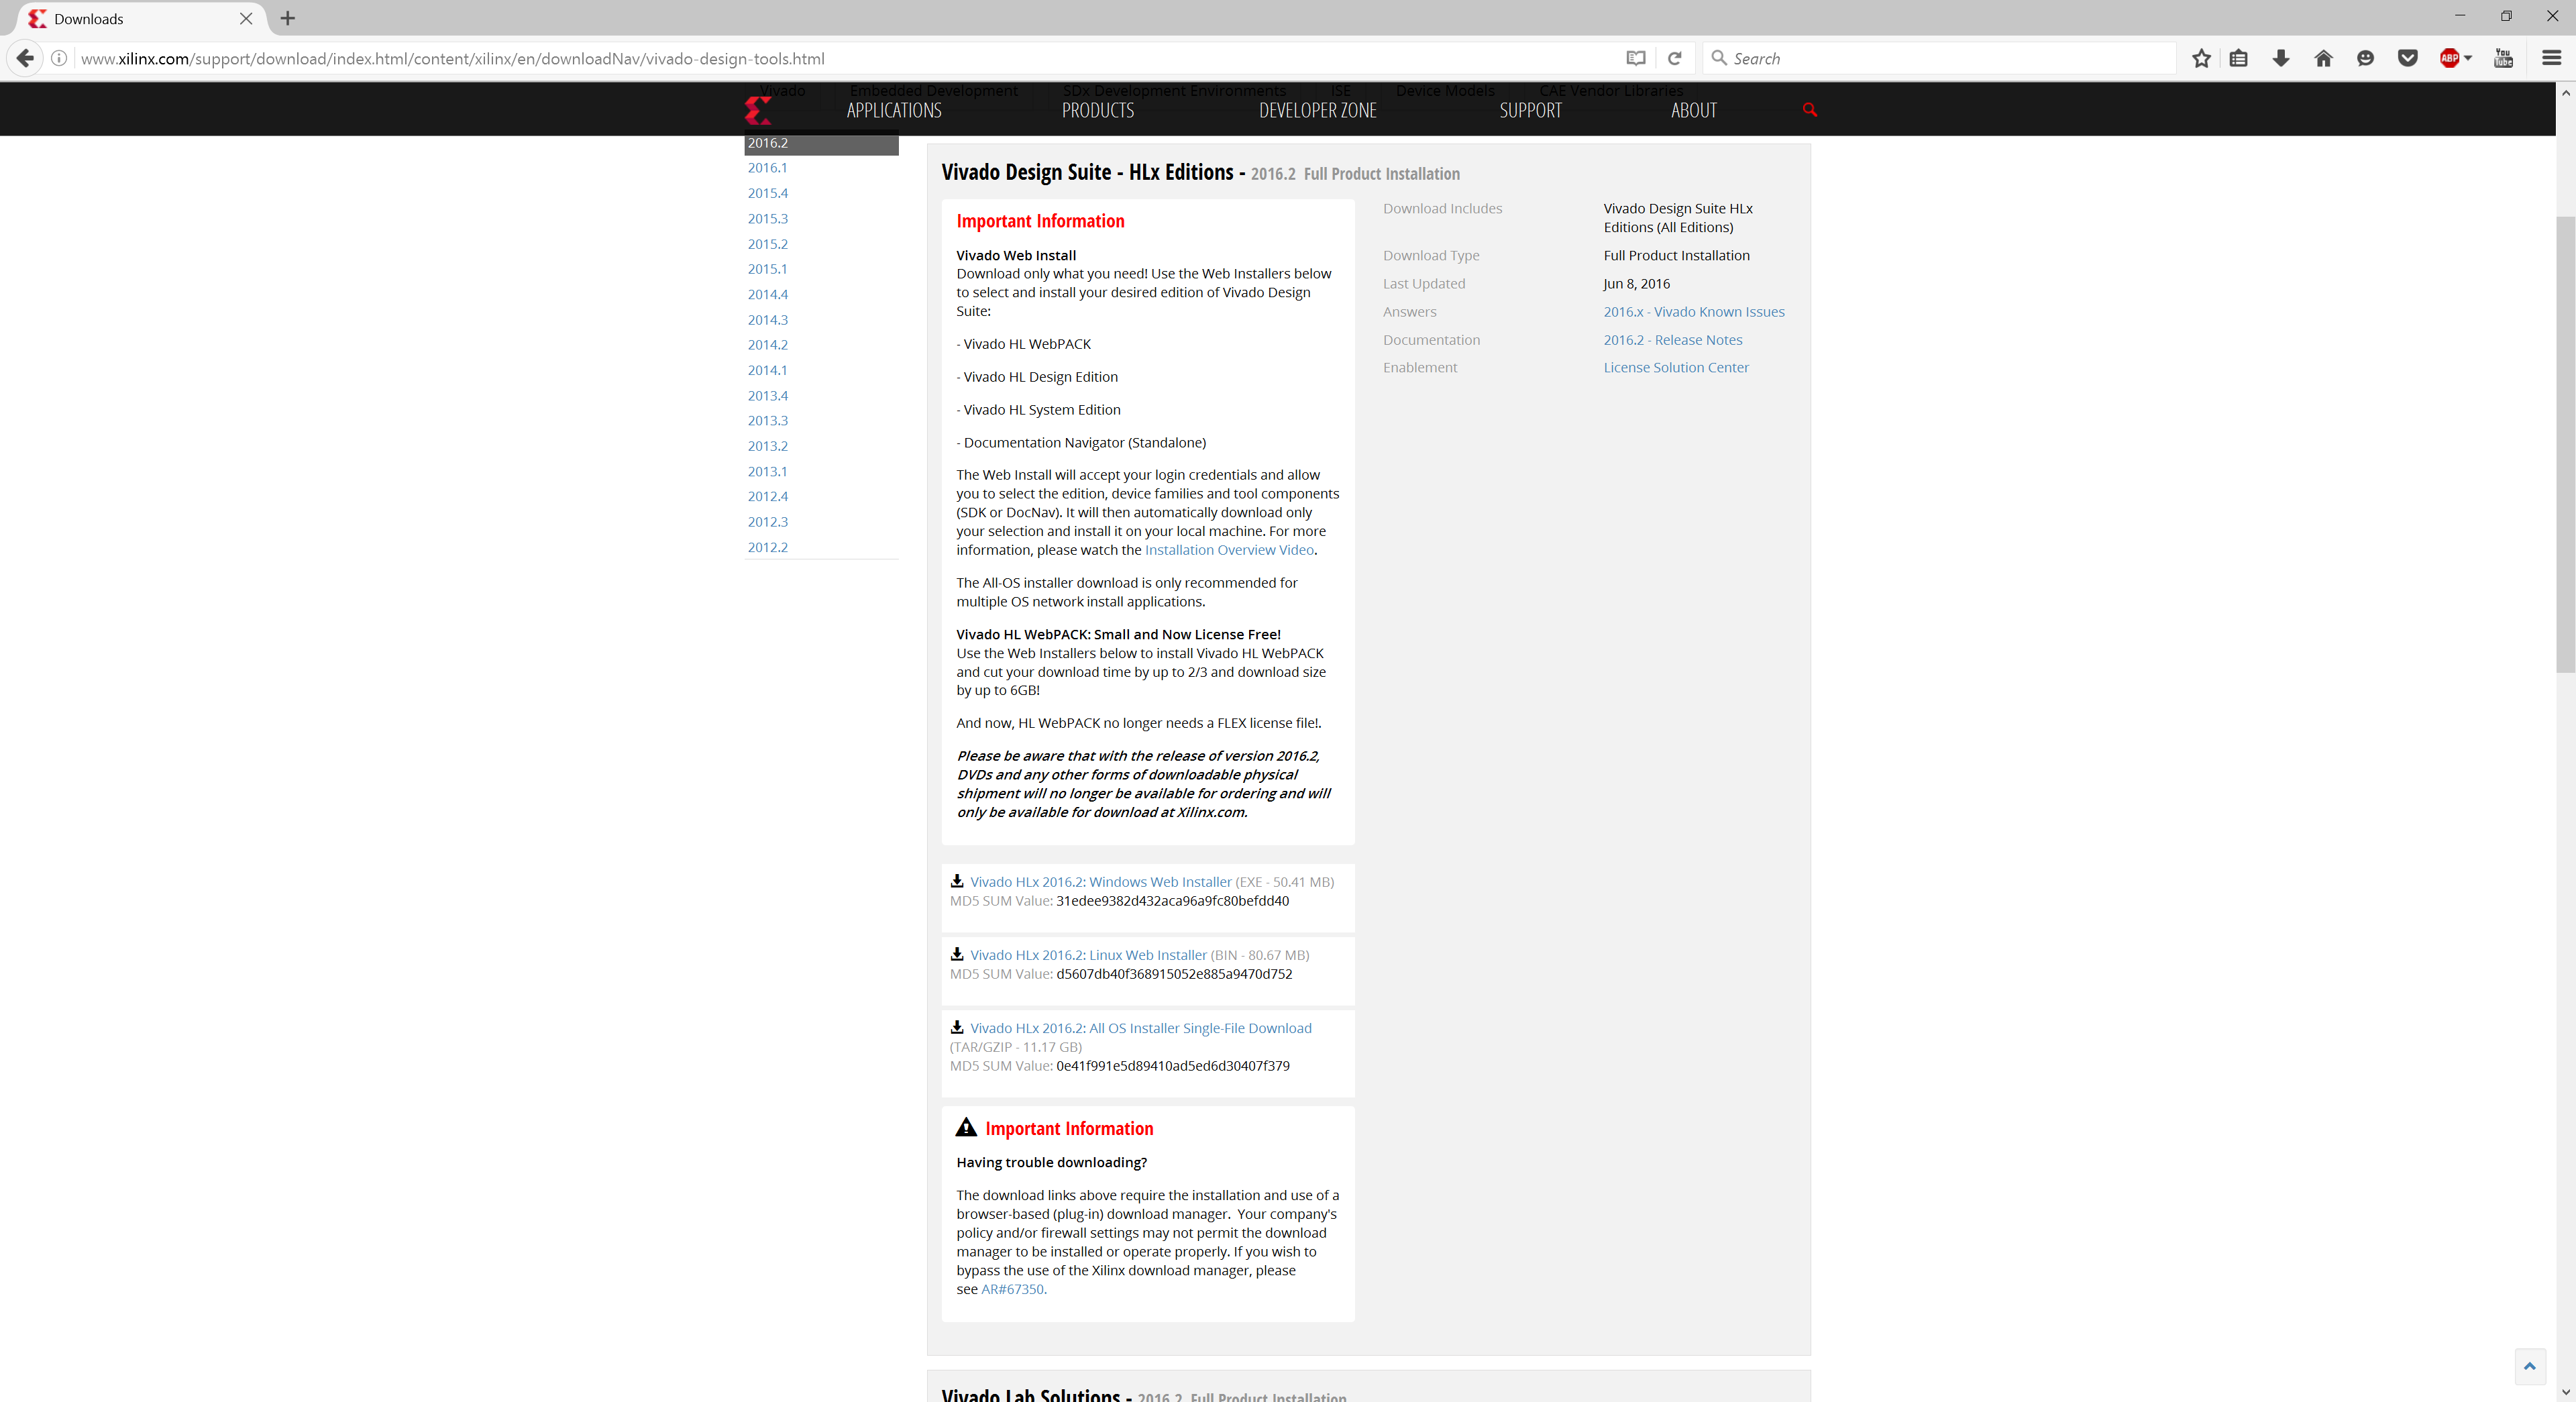 Downloads
www.xilinx.com/support/download/index.html/content/xilinx/en/downloadNav/vivado-design-tools.html
Search
ABP
You
Tube
Vivado Embedded Development SDx Development Environments ISE Device Models CAE Vendor Libraries
APPLICATIONS PRODUCTS DEVELOPER ZONE SUPPORT ABOUT
2016.2
2016.1
2015.4
2015.3
2015.2
2015.1
2014.4
2014.3
2014.2
2014.1
2013.4
2013.3
2013.2
2013.1
2012.4
2012.3
2012.2
Vivado Design Suite - HLx Editions - 2016.2 Full Product Installation
Important Information
Vivado Web Install
Download only what you need! Use the Web Installers below
to select and install your desired edition of Vivado Design
Suite:
- Vivado HL WebPACK
- Vivado HL Design Edition
- Vivado HL System Edition
- Documentation Navigator (Standalone)
The Web Install will accept your login credentials and allow
you to select the edition, device families and tool components
(SDK or DocNav). It will then automatically download only
your selection and install it on your local machine. For more
information, please watch the Installation Overview Video.
The All-OS installer download is only recommended for
multiple OS network install applications.
Vivado HL WebPACK: Small and Now License Free!
Use the Web Installers below to install Vivado HL WebPACK
and cut your download time by up to 2/3 and download size
by up to 6GB!
And now, HL WebPACK no longer needs a FLEX license file!.
Please be aware that with the release of version 2016.2,
DVDs and any other forms of downloadable physical
shipment will no longer be available for ordering and will
only be available for download at Xilinx.com.
Download Includes Vivado Design Suite HLx
Editions (All Editions)
Download Type Full Product Installation
Last Updated Jun 8, 2016
Answers 2016.x - Vivado Known Issues
Documentation 2016.2 - Release Notes
Enablement License Solution Center
Vivado HLx 2016.2: Windows Web Installer (EXE - 50.41 MB)
MD5 SUM Value: 31edee9382d432aca96a9fc80befdd40
Vivado HLx 2016.2: Linux Web Installer (BIN - 80.67 MB)
MD5 SUM Value: d5607db40f368915052e885a9470d752
Vivado HLx 2016.2: All OS Installer Single-File Download
(TAR/GZIP - 11.17 GB)
MD5 SUM Value: 0e41f991e5d89410ad5ed6d30407f379
Important Information
Having trouble downloading?
The download links above require the installation and use of a
browser-based (plug-in) download manager. Your company's
policy and/or firewall settings may not permit the download
manager to be installed or operate properly. If you wish to
bypass the use of the Xilinx download manager, please
see AR#67350.
Vivado Lab Solutions - 2016.2 Full Product Installation